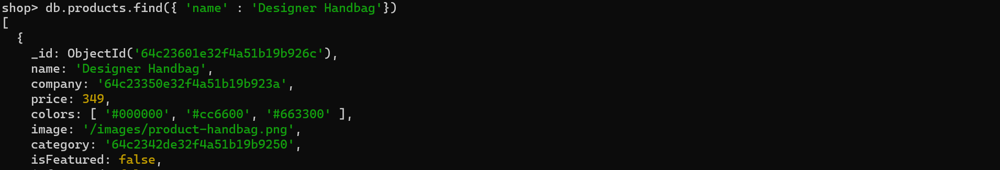 shop> db.products.find({ 'name' : 'Designer Handbag'})
[
  {
    _id: ObjectId('64c23601e32f4a51b19b926c'),
    name: 'Designer Handbag',
    company: '64c23350e32f4a51b19b923a',
    price: 349,
    colors: [ '#000000', '#cc6600', '#663300' ],
    image: '/images/product-handbag.png',
    category: '64c2342de32f4a51b19b9250',
    isFeatured: false,